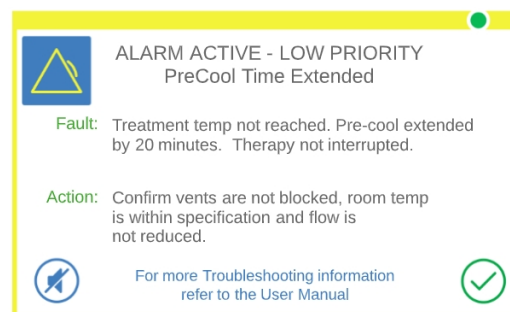 ALARM ACTIVE - LOW PRIORITY
PreCool Time Extended
Fault: Treatment temp not reached. Pre-cool extended
by 20 minutes. Therapy not interrupted.
Action: Confirm vents are not blocked, room temp
is within specification and flow is
not reduced.
For more Troubleshooting information
refer to the User Manual